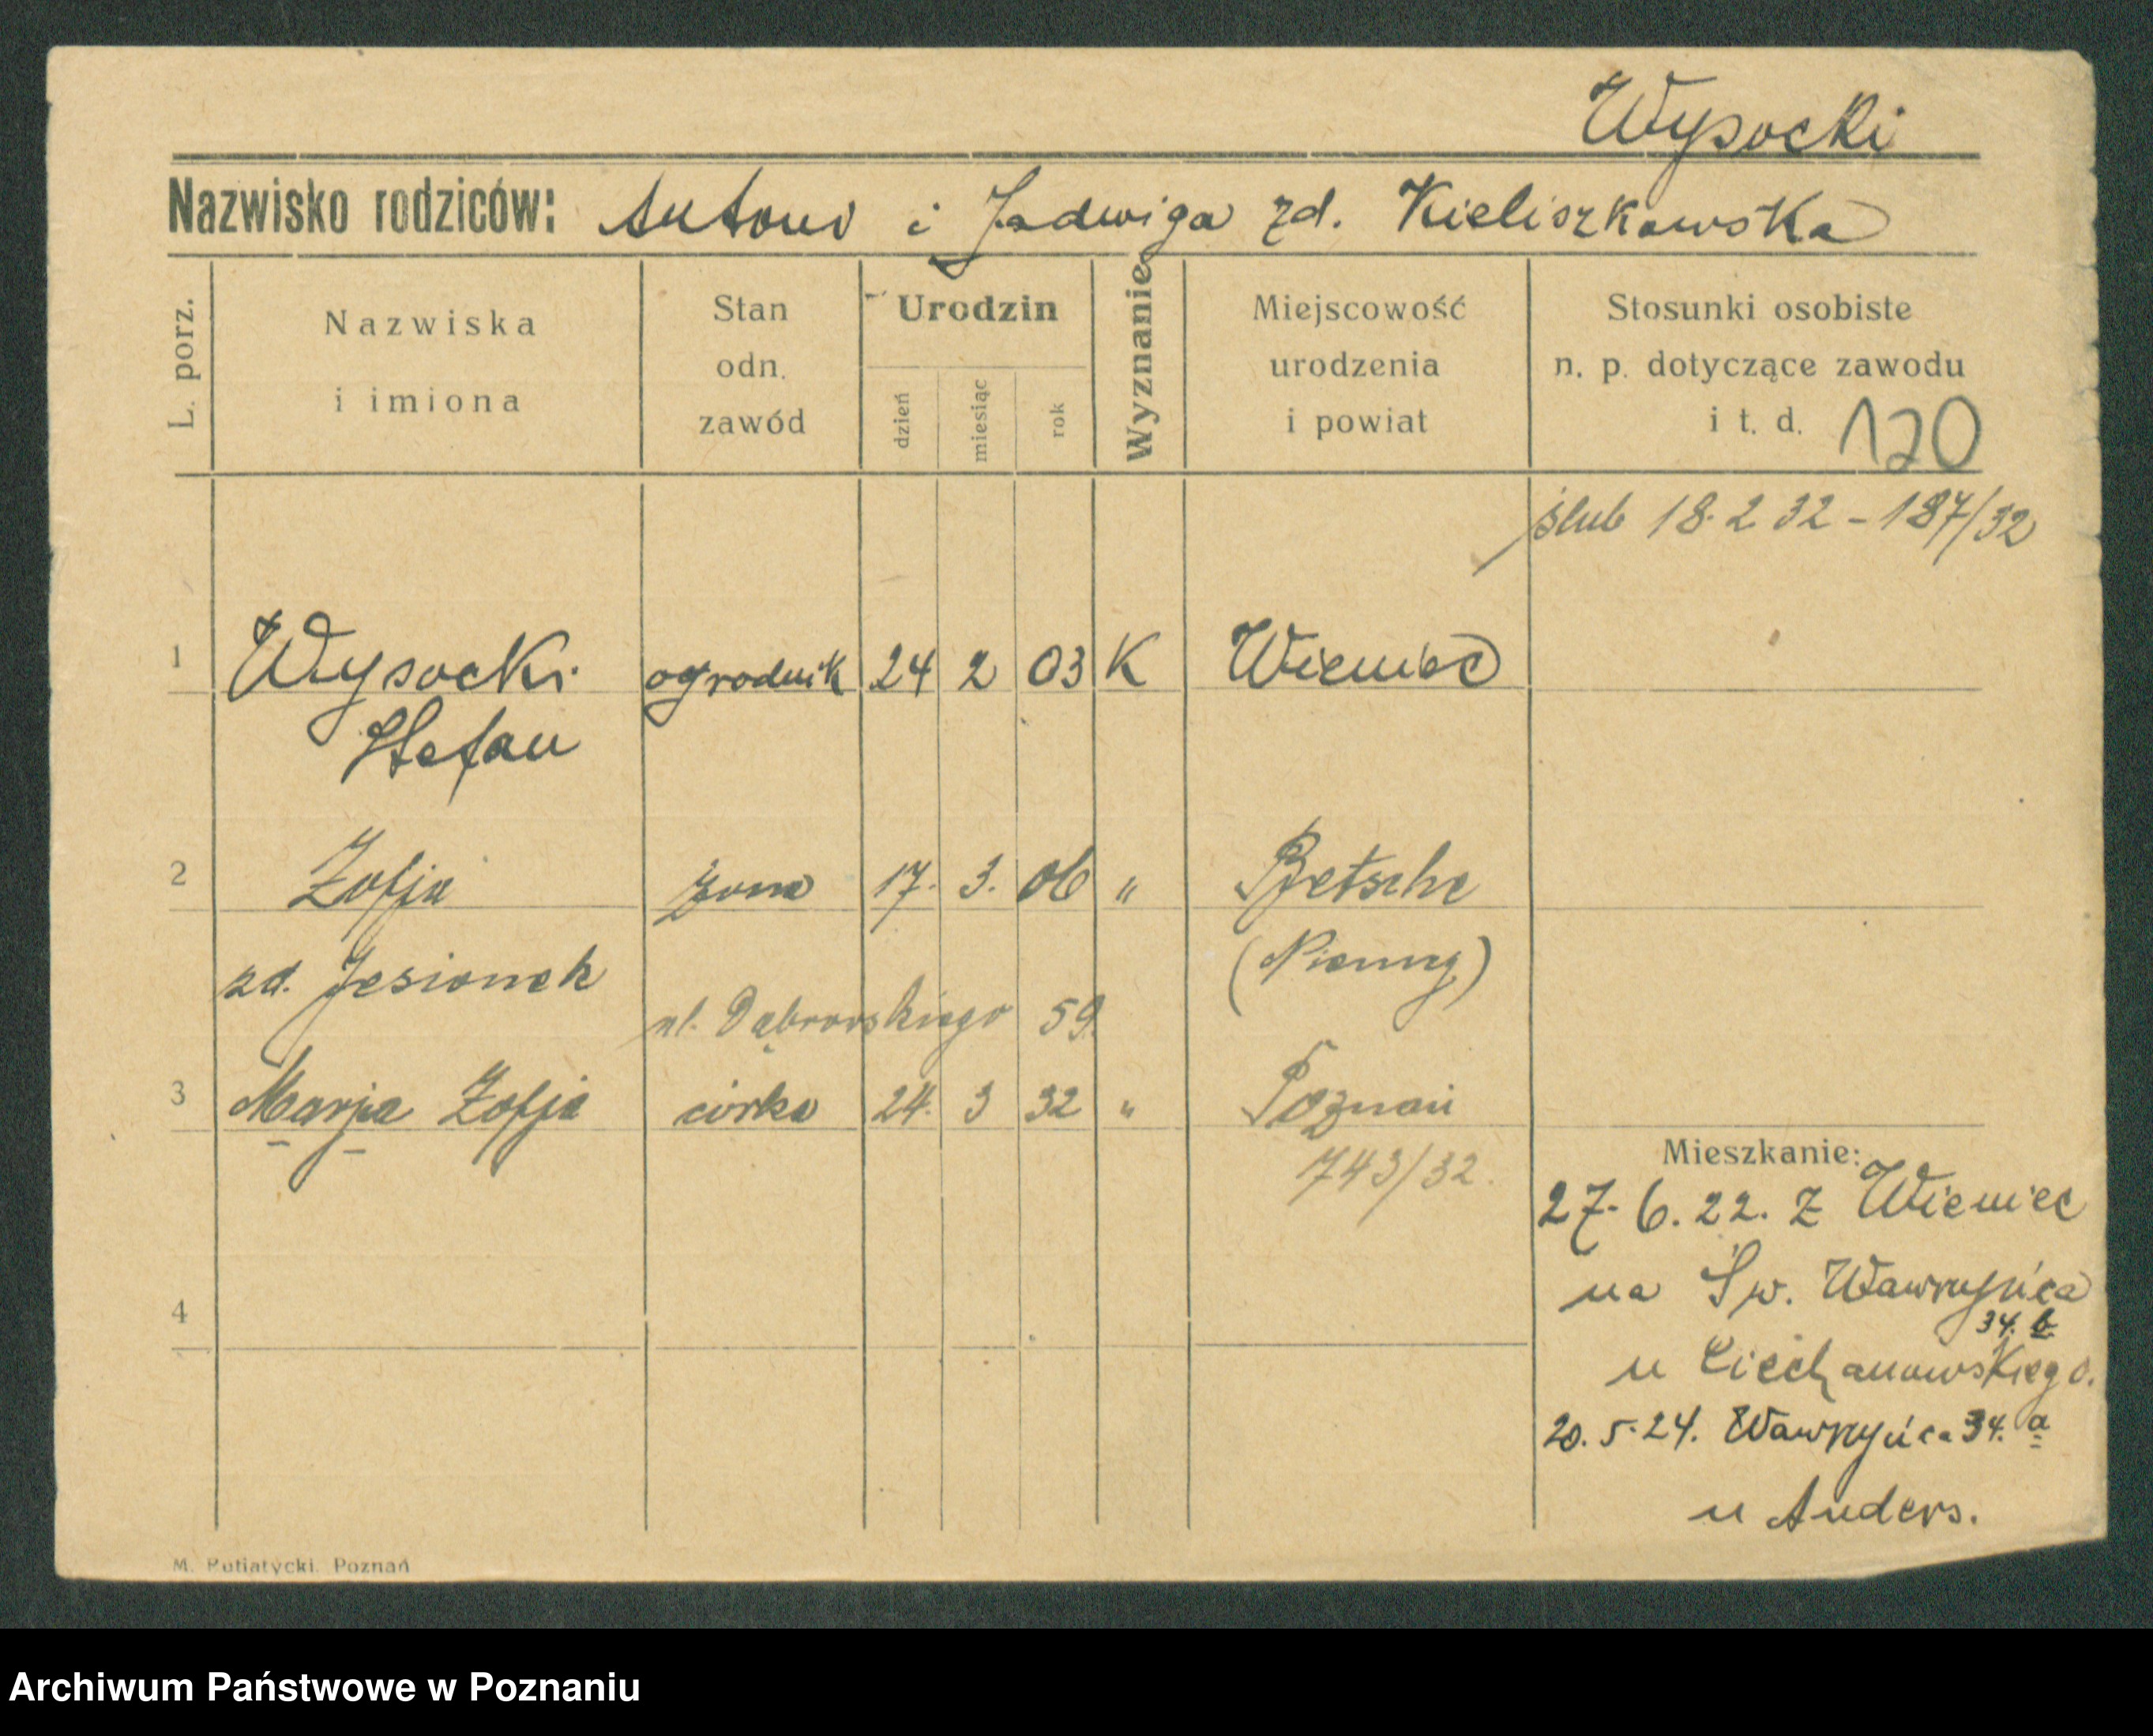 Wysocki
Nazwisko rodziców: Antoni i Jadwiga zd. Kieliszkowska
L. porz.
Nazwiska i imiona
Stan odn. zawód
Urodzin
dzień miesiąc rok
Wyznanie
Miejscowość urodzenia i powiat
Stosunki osobiste n. p. dotyczące zawodu i t. d. 120
ślub 18.2 32 - 187/32
1 Wysocki ogrodnik 24 2 03 K Wieniec
Stefan
2 Zofja żona 17. 3. 06 " Betsche
zd. Jesionek (Niemcy)
ul. Dąbrowskiego 59.
3 Marja Zofja córka 24. 3 32 " Poznań
743/32.
Mieszkanie:
27. 6. 22. z Wieniec
na Św. Wawrzyńca
34. b
4
u Ciechanowskiego.
20. 5. 24. Wawrzyńca 34. a
u Anders.
M. Putiatycki. Poznań
Archiwum Państwowe w Poznaniu